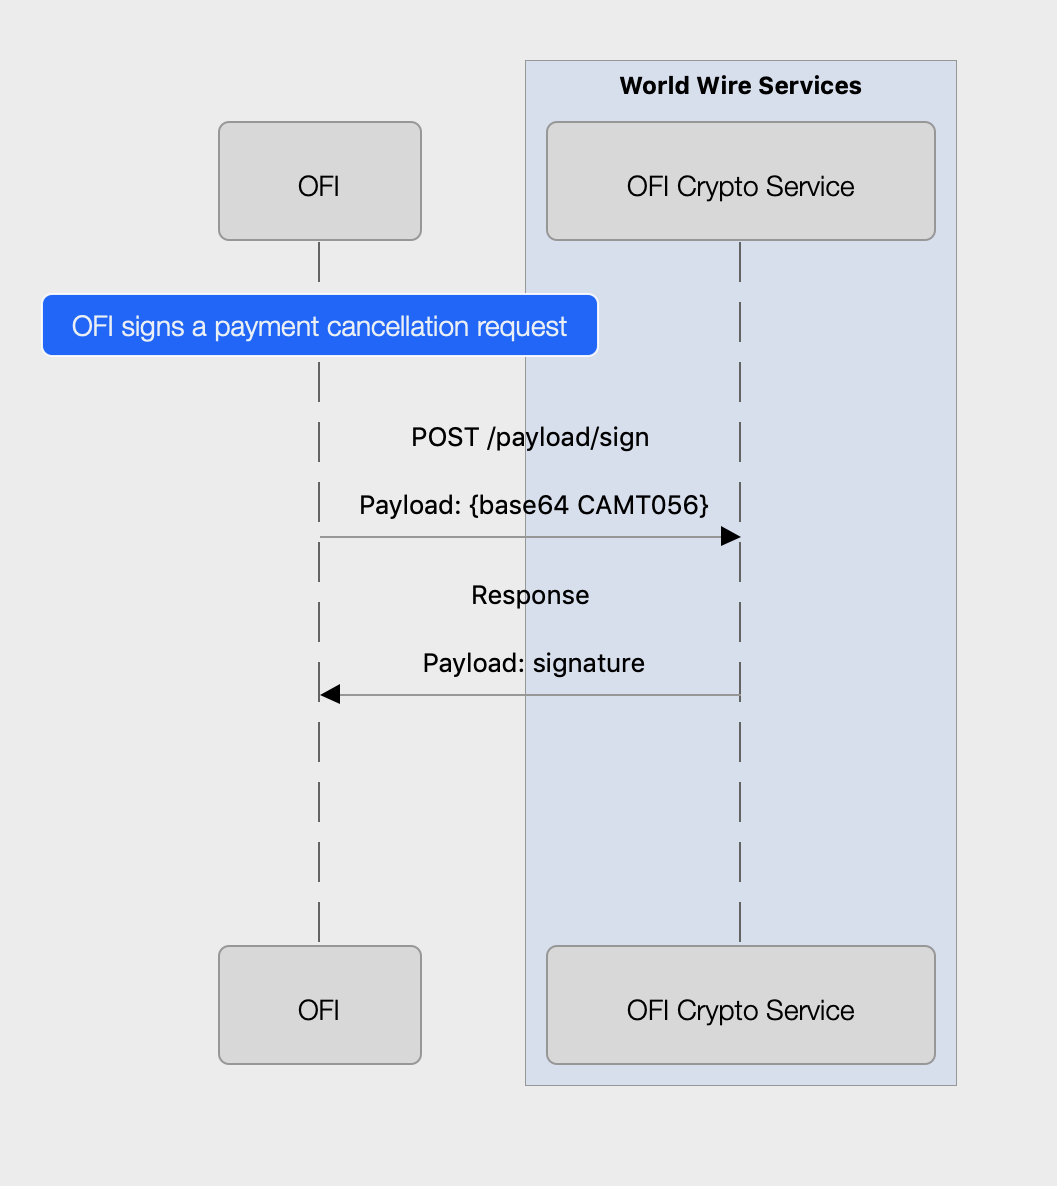 World Wire Services
OFI
OFI Crypto Service
OFI signs a payment cancellation request
POST /payload/sign
Payload: {base64 CAMT056}
Response
Payload: signature
OFI
OFI Crypto Service